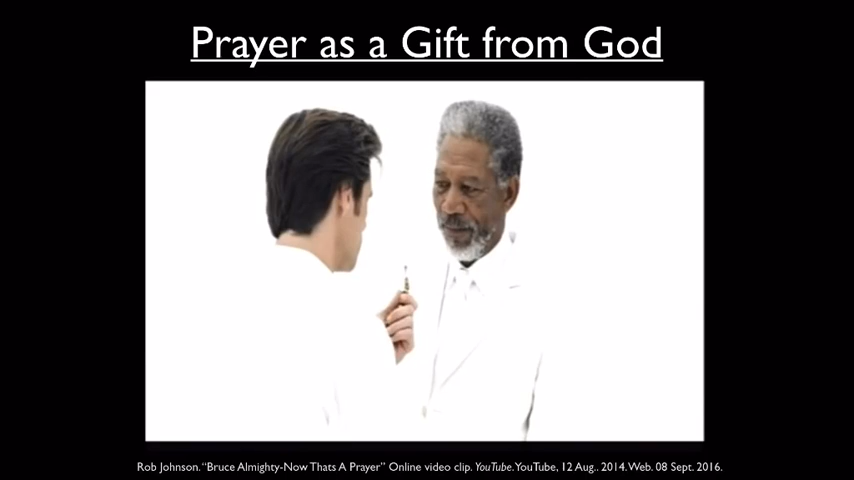 Prayer as a Gift from God
Rob Johnson. “Bruce Almighty-Now Thats A Prayer” Online video clip. YouTube. YouTube, 12 Aug.. 2014. Web. 08 Sept. 2016.